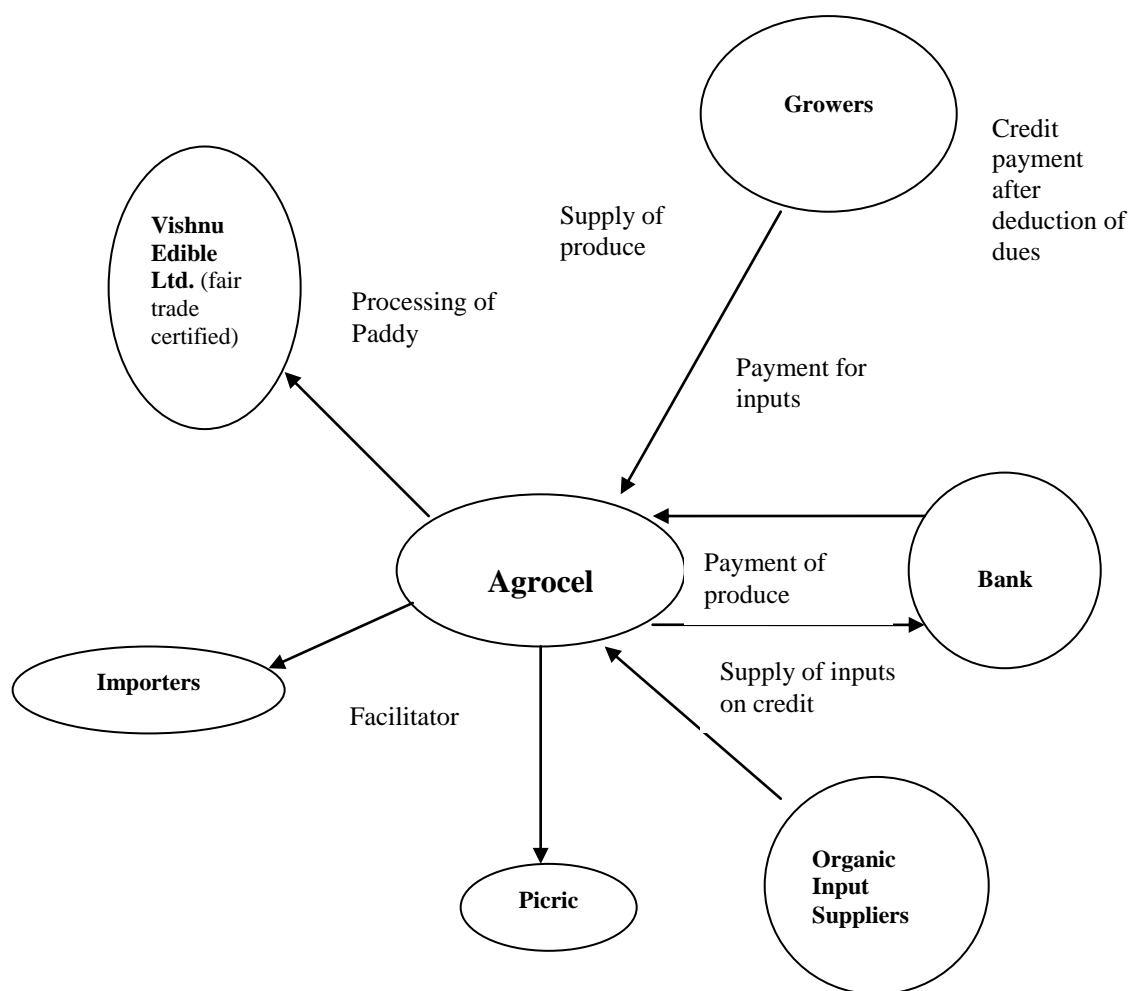 Growers
Credit
payment
after
deduction of
dues
Supply of
produce
Vishnu
Edible
Ltd. (fair
trade
certified)
Processing of
Paddy
Payment for
inputs
Agrocel
Payment of
produce
Bank
Importers
Supply of inputs
on credit
Facilitator
Organic
Input
Suppliers
Picric